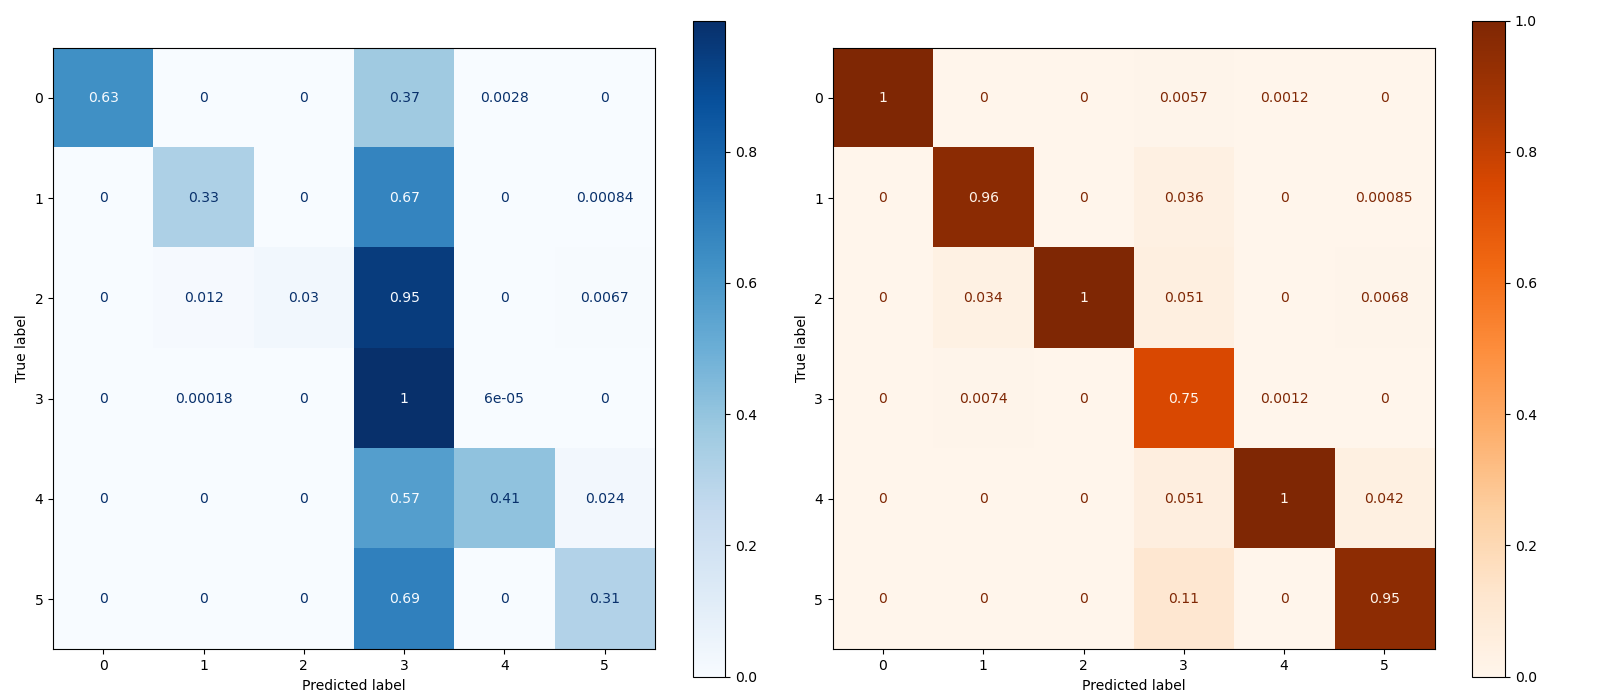 0 0.63 0 0 0.37 0.0028 0
1 0 0.33 0 0.67 0 0.00084
2 0 0.012 0.03 0.95 0 0.0067
3 0 0.00018 0 1 6e-05 0
4 0 0 0 0.57 0.41 0.024
5 0 0 0 0.69 0 0.31
0 1 2 3 4 5
True label
Predicted label
0.8
0.6
0.4
0.2
0.0
0 1 0 0 0.0057 0.0012 0
1 0 0.96 0 0.036 0 0.00085
2 0 0.034 1 0.051 0 0.0068
3 0 0.0074 0 0.75 0.0012 0
4 0 0 0 0.051 1 0.042
5 0 0 0 0.11 0 0.95
0 1 2 3 4 5
True label
Predicted label
1.0
0.8
0.6
0.4
0.2
0.0